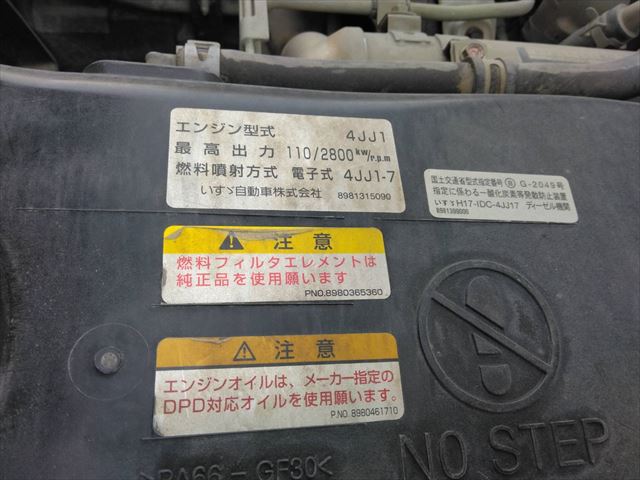 エンジン型式 4JJ1
最高出力 110/2800 kw/r.p.m
燃料噴射方式 電子式 4JJ1-7
いすゞ自動車株式会社 8981315090
国土交通省型式指定番号 Ⓑ G-2049号
指定に係わる一酸化炭素等発散防止装置
いすゞH17-IDC-4JJ17 ディーゼル機関
8981399000
注意
燃料フィルタエレメントは
純正品を使用願います
PNO.8980365360
注意
エンジンオイルは、メーカー指定の
DPD対応オイルを使用願います。
P.NO. 8980461710
NO STEP
>PA66-GF30<